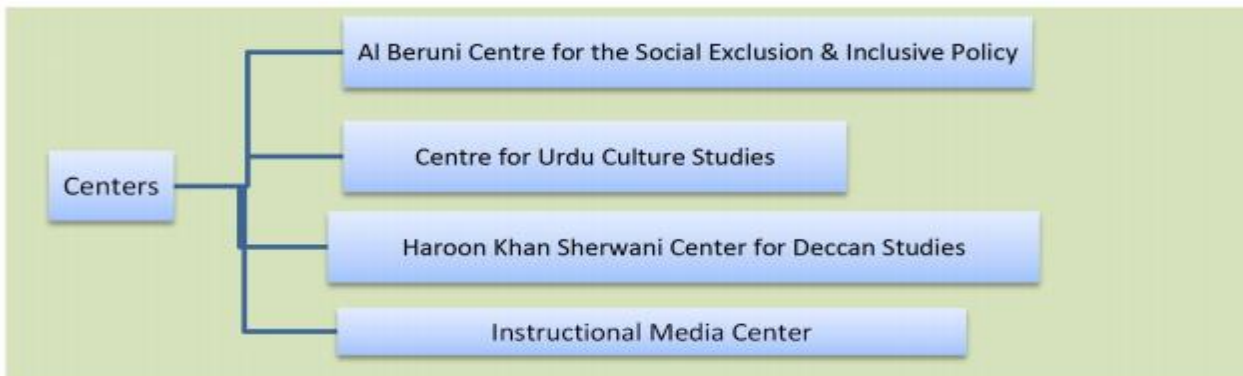 Al Beruni Centre for the Social Exclusion & Inclusive Policy
Centre for Urdu Culture Studies
Centers
Haroon Khan Sherwani Center for Deccan Studies
Instructional Media Center